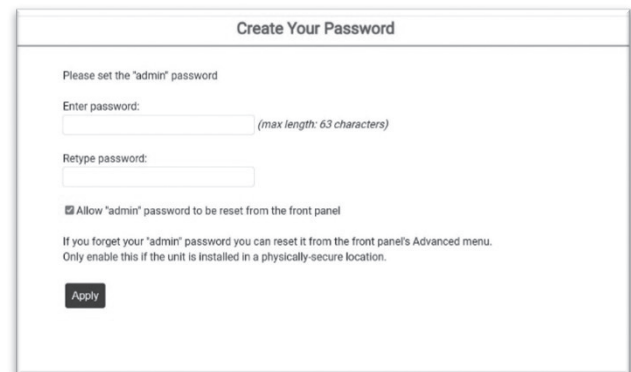 Create Your Password
Please set the "admin" password
Enter password:
(max length: 63 characters)
Retype password:
Allow "admin" password to be reset from the front panel
If you forget your "admin" password you can reset it from the front panel's Advanced menu.
Only enable this if the unit is installed in a physically-secure location.
Apply